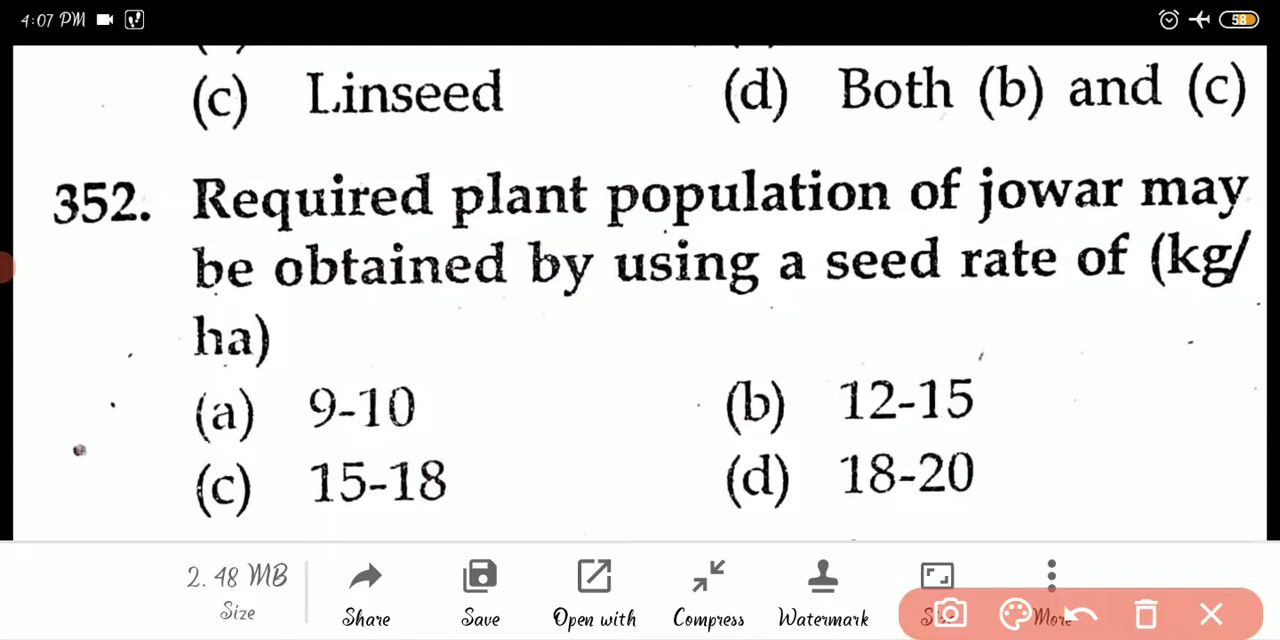 4:07 PM
58
(c) Linseed (d) Both (b) and (c)
352. Required plant population of jowar may
be obtained by using a seed rate of (kg/
ha)
(a) 9-10 (b) 12-15
(c) 15-18 (d) 18-20
2. 48 MB
Size Share Save Open with Compress Watermark More